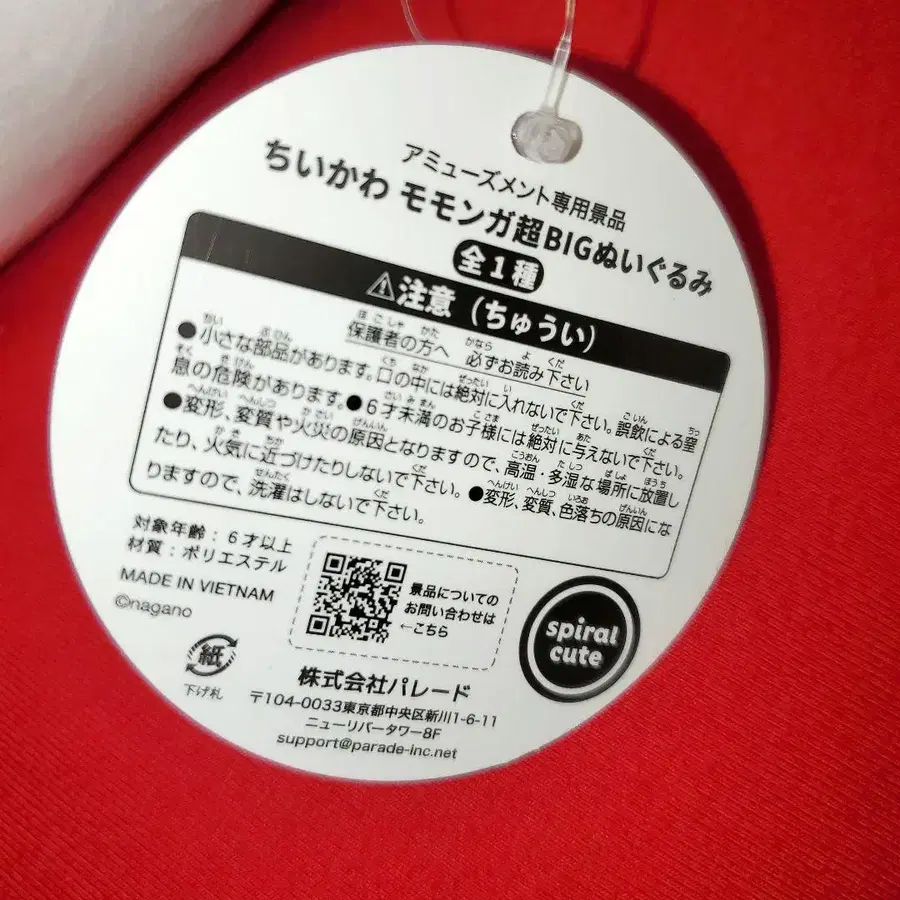 アミューズメント専用景品
ちいかわ モモンガ超BIGぬいぐるみ
全1種
⚠注意（ちゅうい）
保護者の方へ 必ずお読み下さい
●小さな部品があります。口の中には絶対に入れないで下さい。誤飲による窒
息の危険があります。●6才未満のお子様には絶対に与えないで下さい。
●変形、変質や火災の原因となりますので、高温・多湿な場所に放置し
たり、火気に近づけたりしないで下さい。●変形、変質、色落ちの原因にな
りますので、洗濯はしないで下さい。
対象年齢：6才以上
材質：ポリエステル
MADE IN VIETNAM
©nagano
景品についての
お問い合わせは
←こちら
spiral
cute
紙
下げ札
株式会社パレード
〒104-0033東京都中央区新川1-6-11
ニューリバータワー8F
support@parade-inc.net